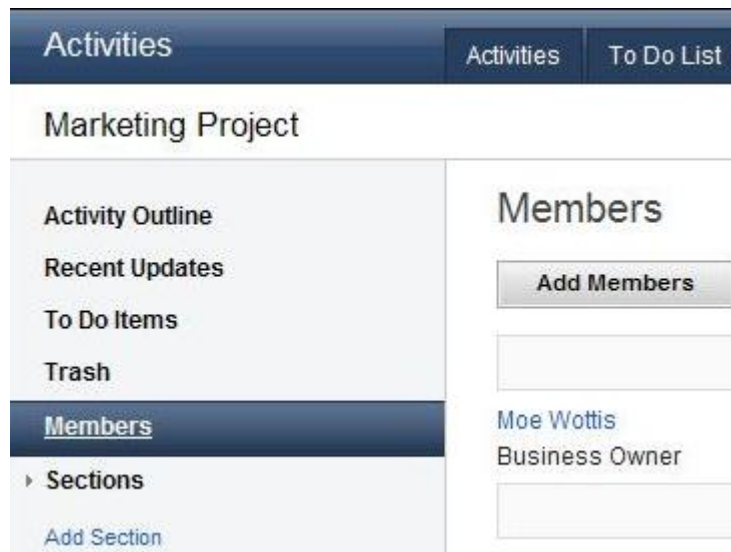 Activities
Activities
To Do List
Marketing Project
Activity Outline
Recent Updates
To Do Items
Trash
Members
Sections
Add Section
Members
Add Members
Moe Wottis
Business Owner